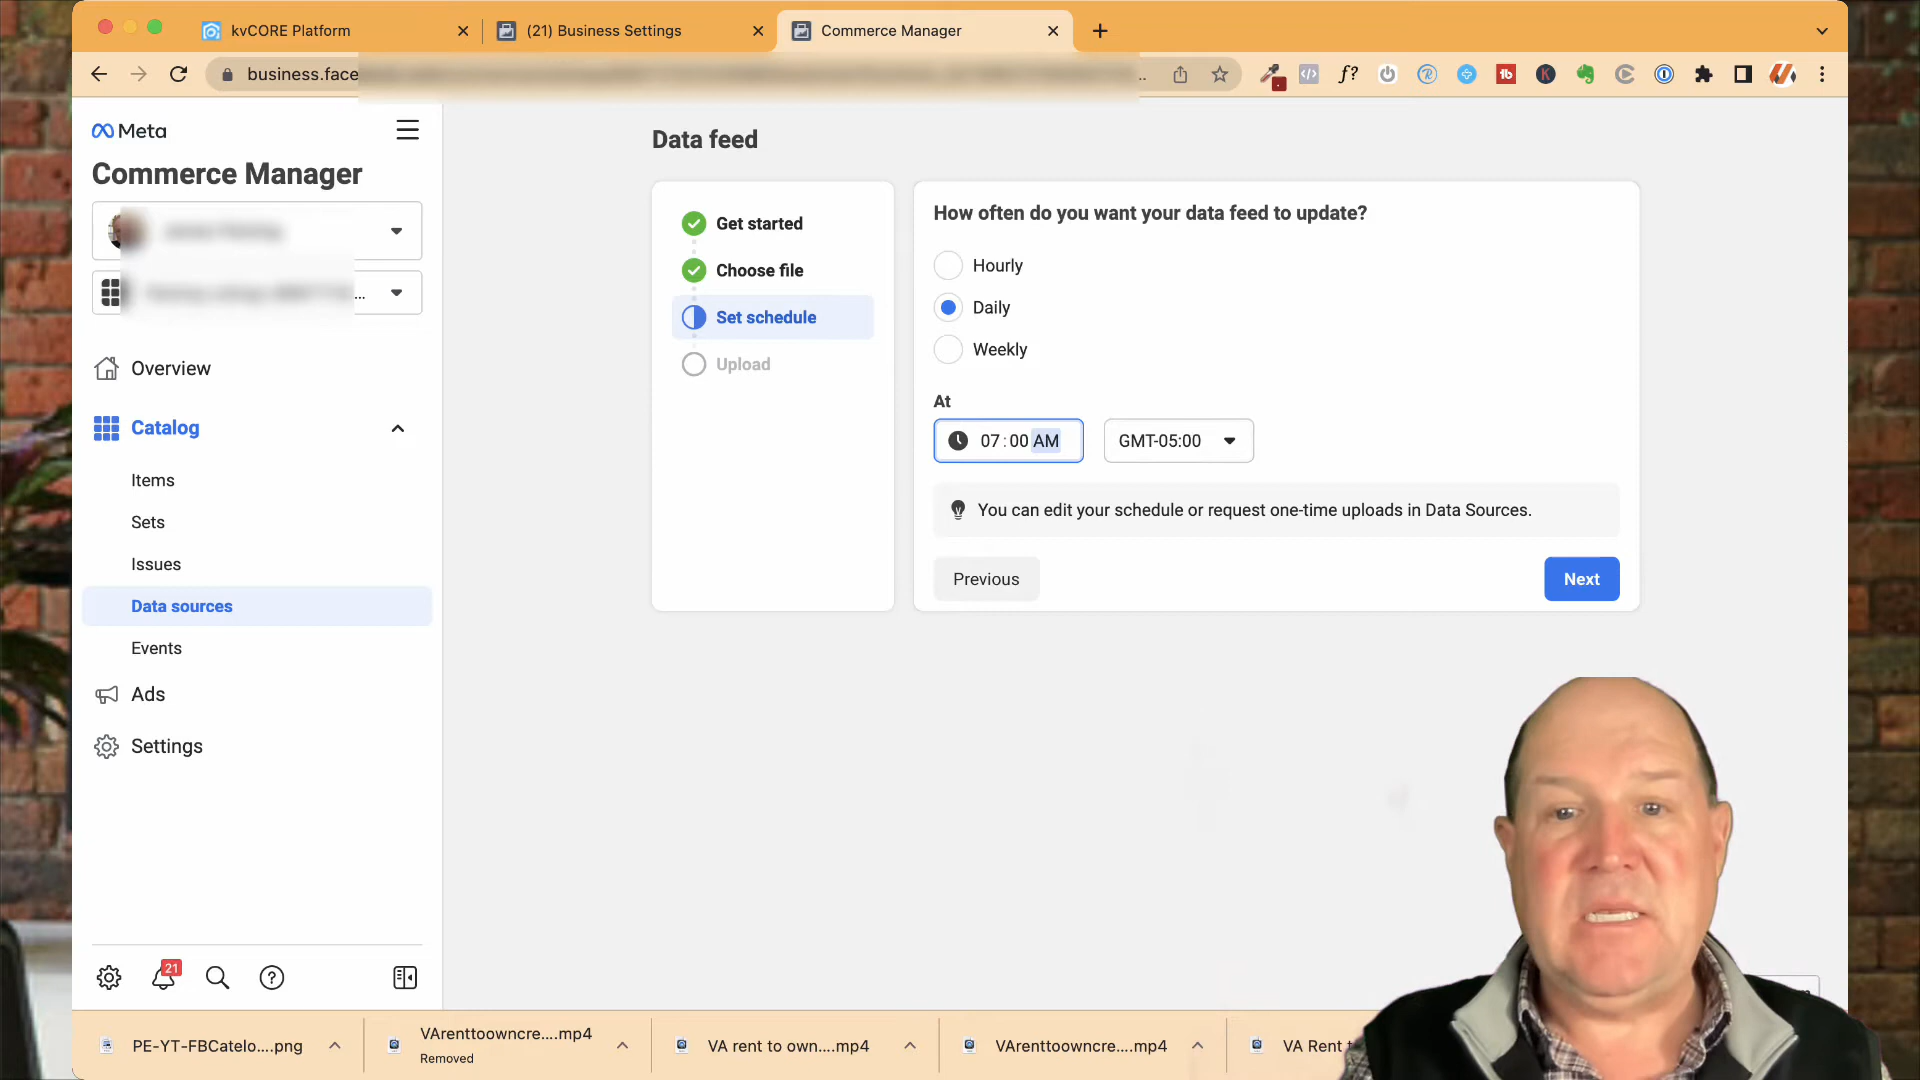 kvCORE Platform
(21) Business Settings
Commerce Manager
business.face
Meta
Commerce Manager
Overview
Catalog
Items
Sets
Issues
Data sources
Events
Ads
Settings
21
Data feed
Get started
Choose file
Set schedule
Upload
How often do you want your data feed to update?
Hourly
Daily
Weekly
At
07:00 AM
GMT-05:00
You can edit your schedule or request one-time uploads in Data Sources.
Previous
Next
PE-YT-FBCatelo....png
VArenttoowncre....mp4
Removed
VA rent to own....mp4
VArenttoowncre....mp4
VA Rent